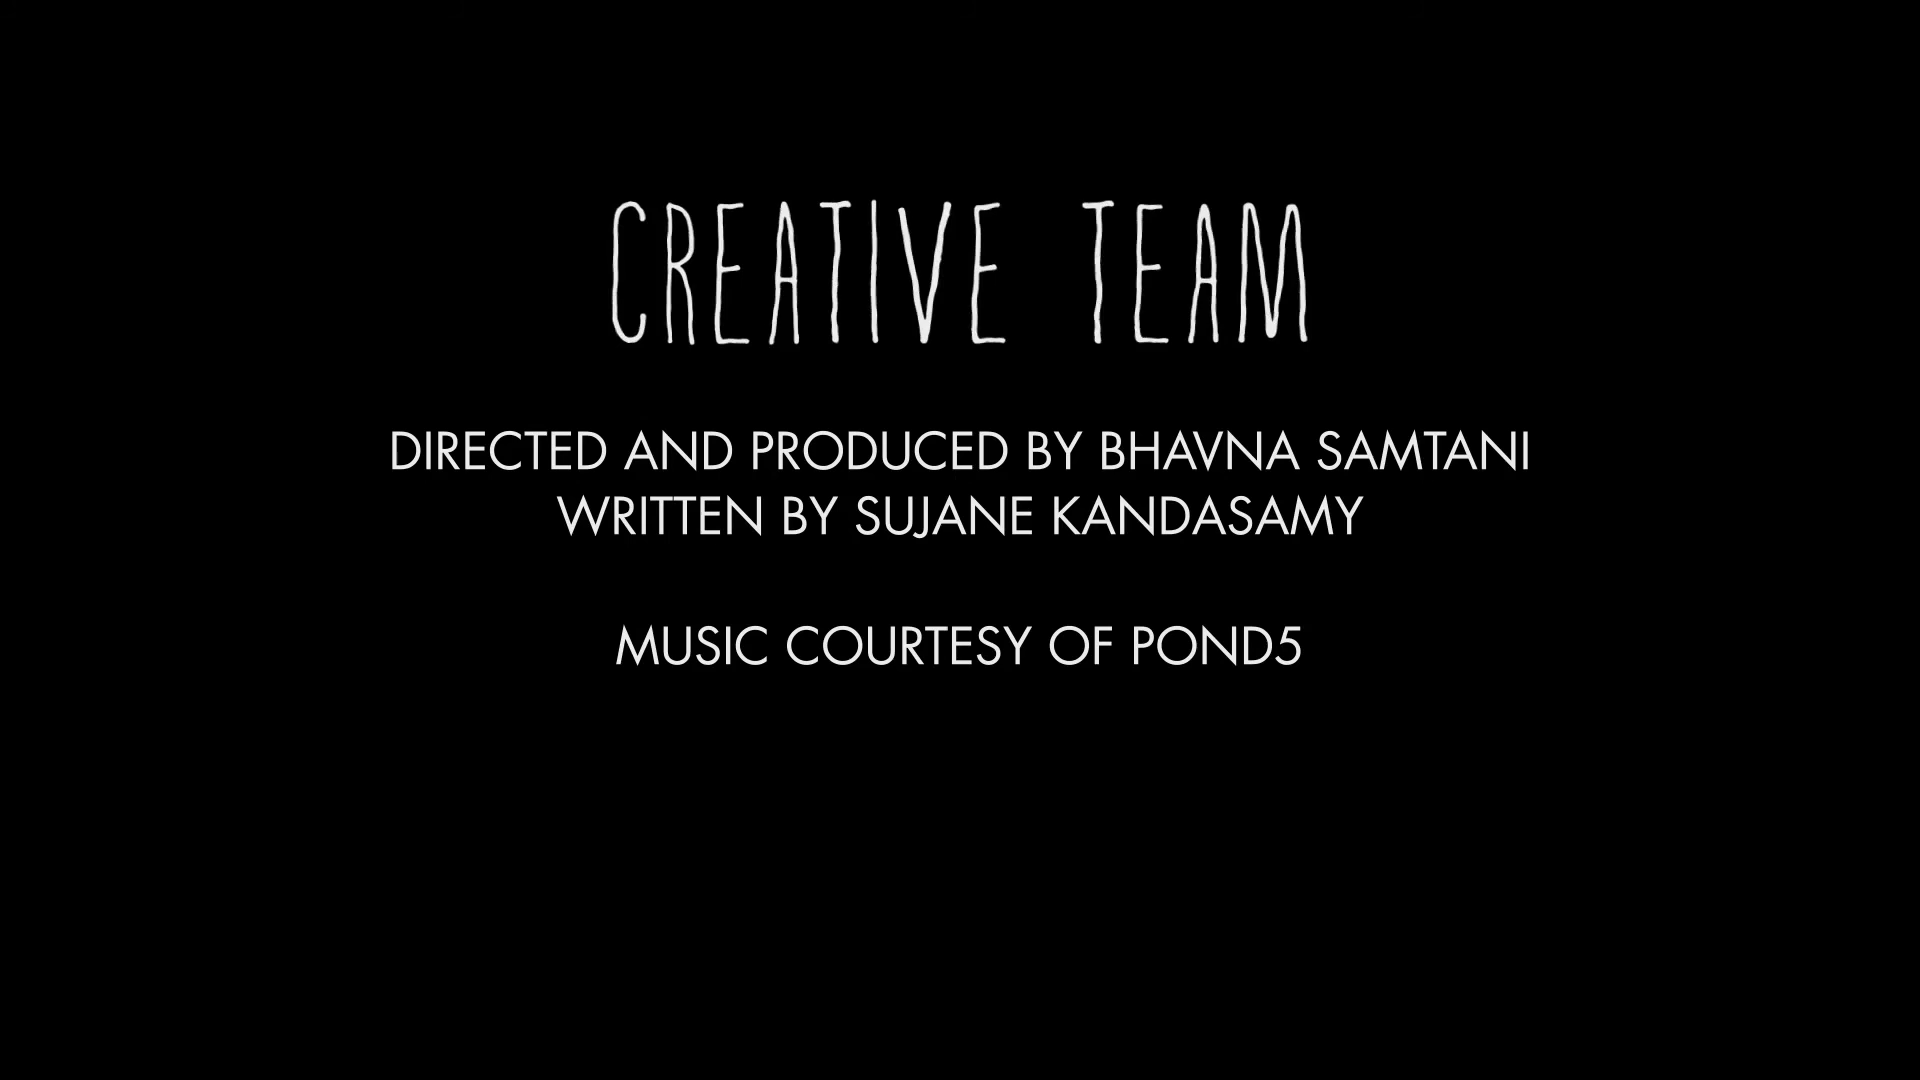 CREATIVE TEAM
DIRECTED AND PRODUCED BY BHAVNA SAMTANI
WRITTEN BY SUJANE KANDASAMY
MUSIC COURTESY OF POND5